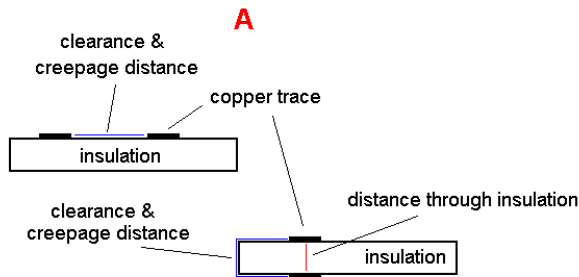 A
clearance &
creepage distance
copper trace
insulation
distance through insulation
clearance &
creepage distance
insulation